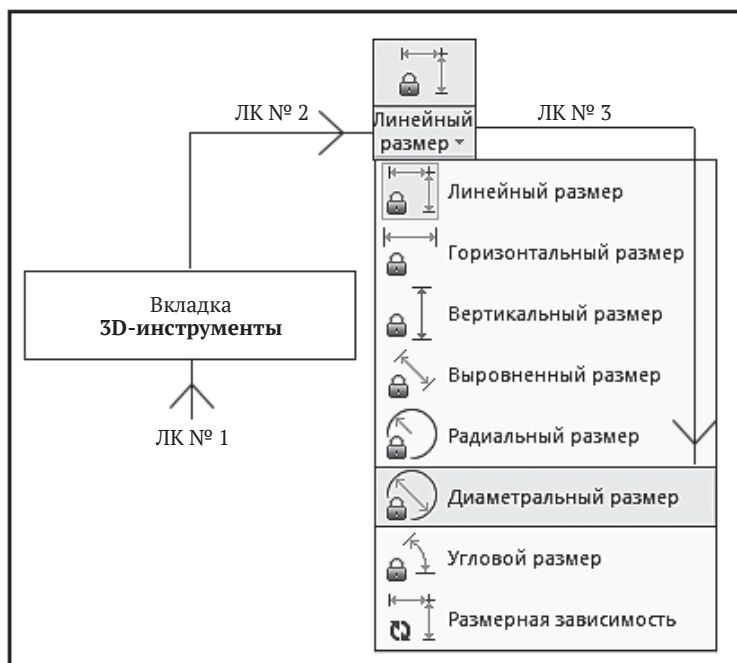 ЛК № 2
ЛК № 3
Линейный
размер
Линейный размер
Горизонтальный размер
Вертикальный размер
Вкладка
3D-инструменты
Выровненный размер
ЛК № 1
Радиальный размер
Диаметральный размер
Угловой размер
Размерная зависимость